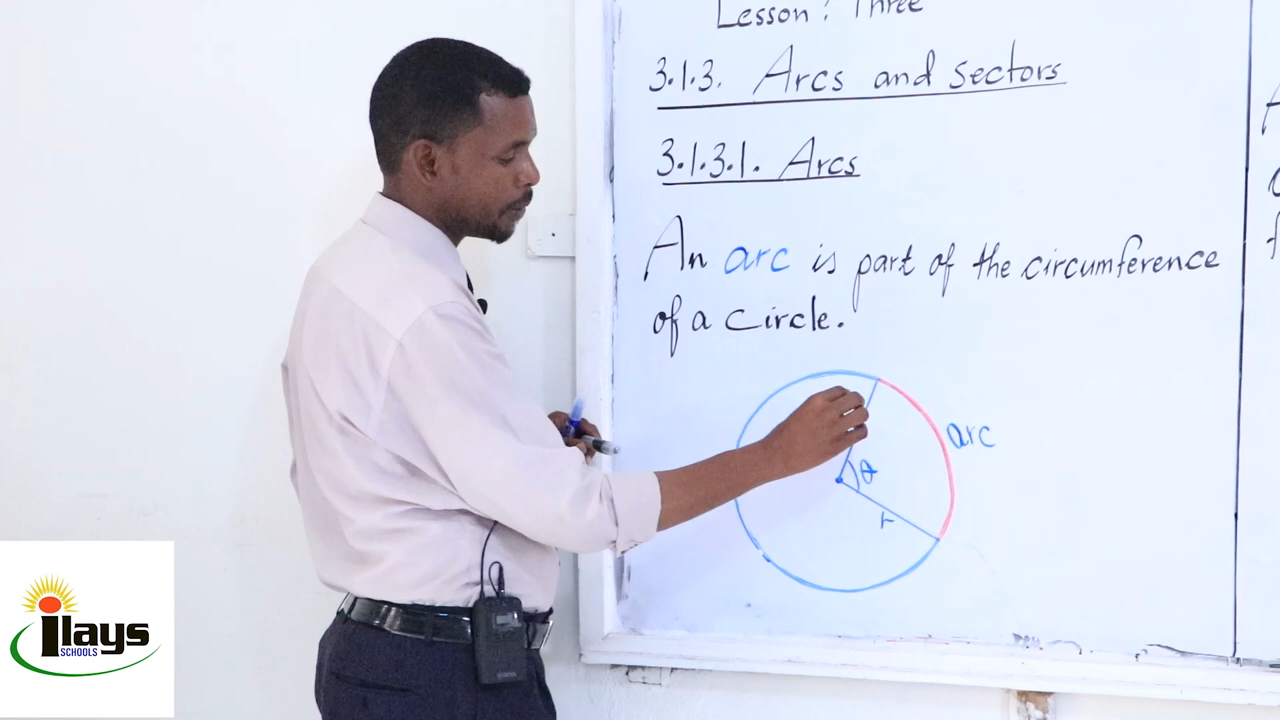 Lesson: Three
3.1.3. Arcs and sectors
3.1.3.1. Arcs
An arc is part of the circumference
of a circle.
arc
θ
r
ilays
SCHOOLS